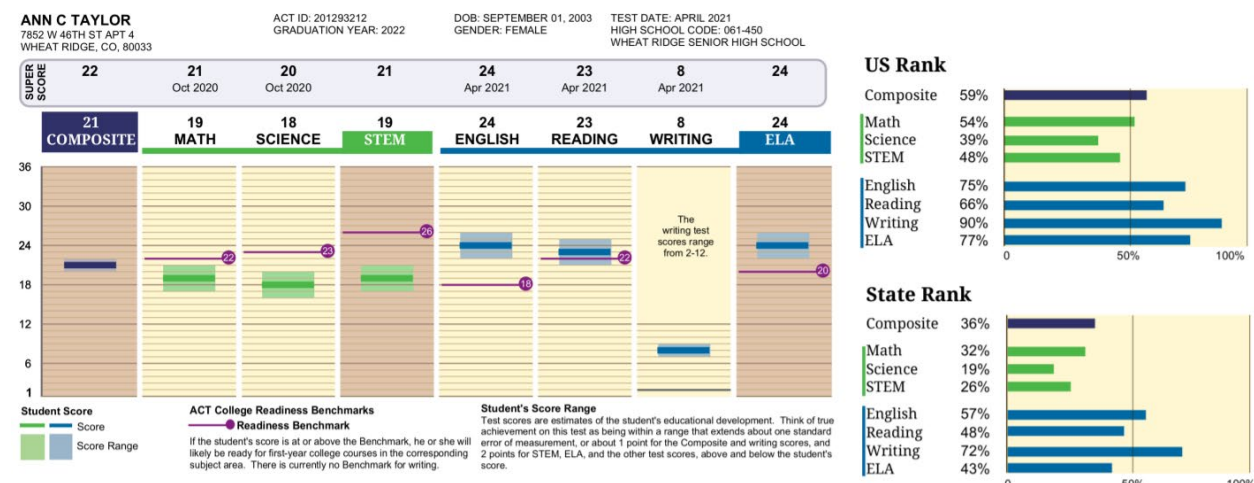 ANN C TAYLOR
7852 W 46TH ST APT 4
WHEAT RIDGE, CO, 80033
ACT ID: 201293212
GRADUATION YEAR: 2022
DOB: SEPTEMBER 01, 2003
GENDER: FEMALE
TEST DATE: APRIL 2021
HIGH SCHOOL CODE: 061-450
WHEAT RIDGE SENIOR HIGH SCHOOL
SUPER
SCORE
22 21 20 21 24 23 8 24
Oct 2020 Oct 2020 Apr 2021 Apr 2021 Apr 2021
21 19 18 19 24 23 8 24
COMPOSITE MATH SCIENCE STEM ENGLISH READING WRITING ELA
36
30
24
18
12
6
1
22
23
26
18
22
20
The
writing test
scores range
from 2-12.
Student Score
Score
Score Range
ACT College Readiness Benchmarks
Readiness Benchmark
If the student's score is at or above the Benchmark, he or she will
likely be ready for first-year college courses in the corresponding
subject area. There is currently no Benchmark for writing.
Student's Score Range
Test scores are estimates of the student's educational development. Think of true
achievement on this test as being within a range that extends about one standard
error of measurement, or about 1 point for the Composite and writing scores, and
2 points for STEM, ELA, and the other test scores, above and below the student's
score.
US Rank
Composite 59%
Math 54%
Science 39%
STEM 48%
English 75%
Reading 66%
Writing 90%
ELA 77%
0 50% 100%
State Rank
Composite 36%
Math 32%
Science 19%
STEM 26%
English 57%
Reading 48%
Writing 72%
ELA 43%
0 50% 100%